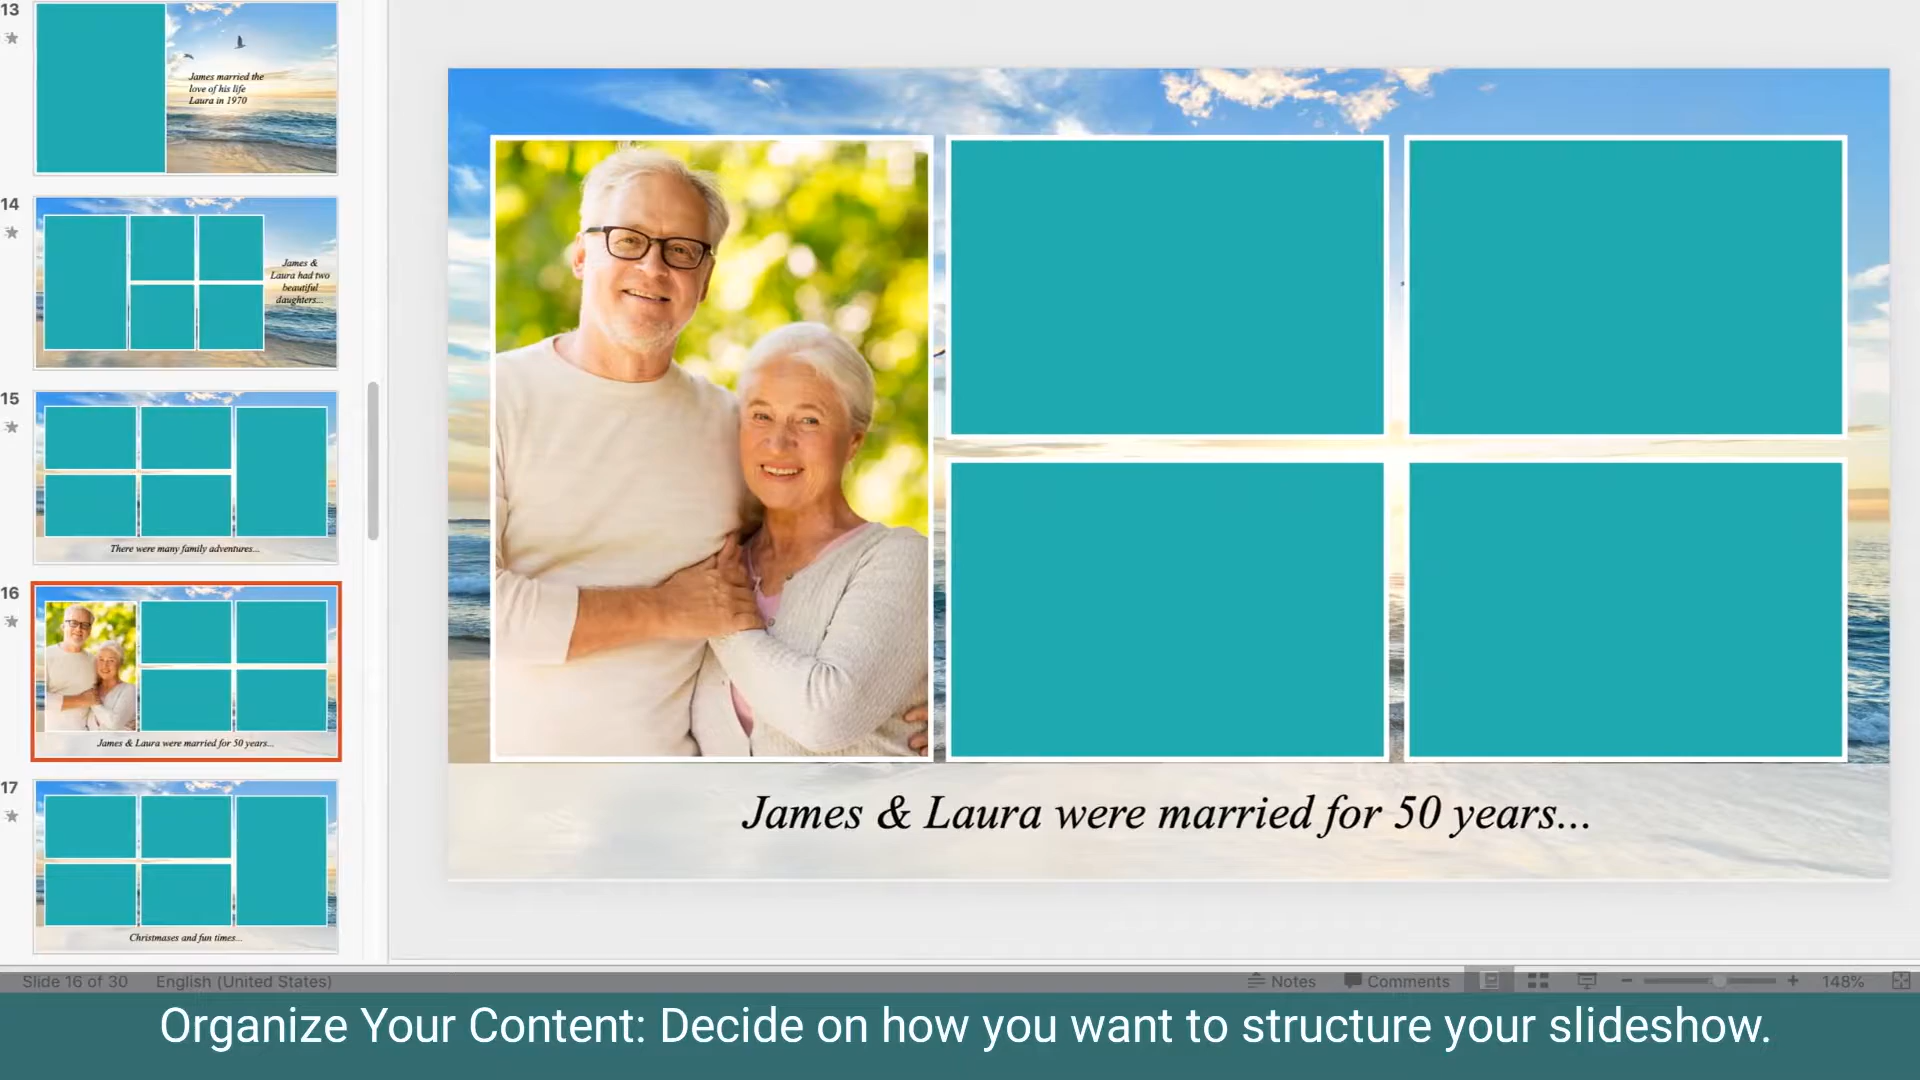 13
James married the
love of his life
Laura in 1970
14
James &
Laura had two
beautiful
daughters...
15
There were many family adventures...
16
James & Laura were married for 50 years...
17
Christmases and fun times...
James & Laura were married for 50 years...
Slide 16 of 30 English (United States) Notes Comments 148%
Organize Your Content: Decide on how you want to structure your slideshow.